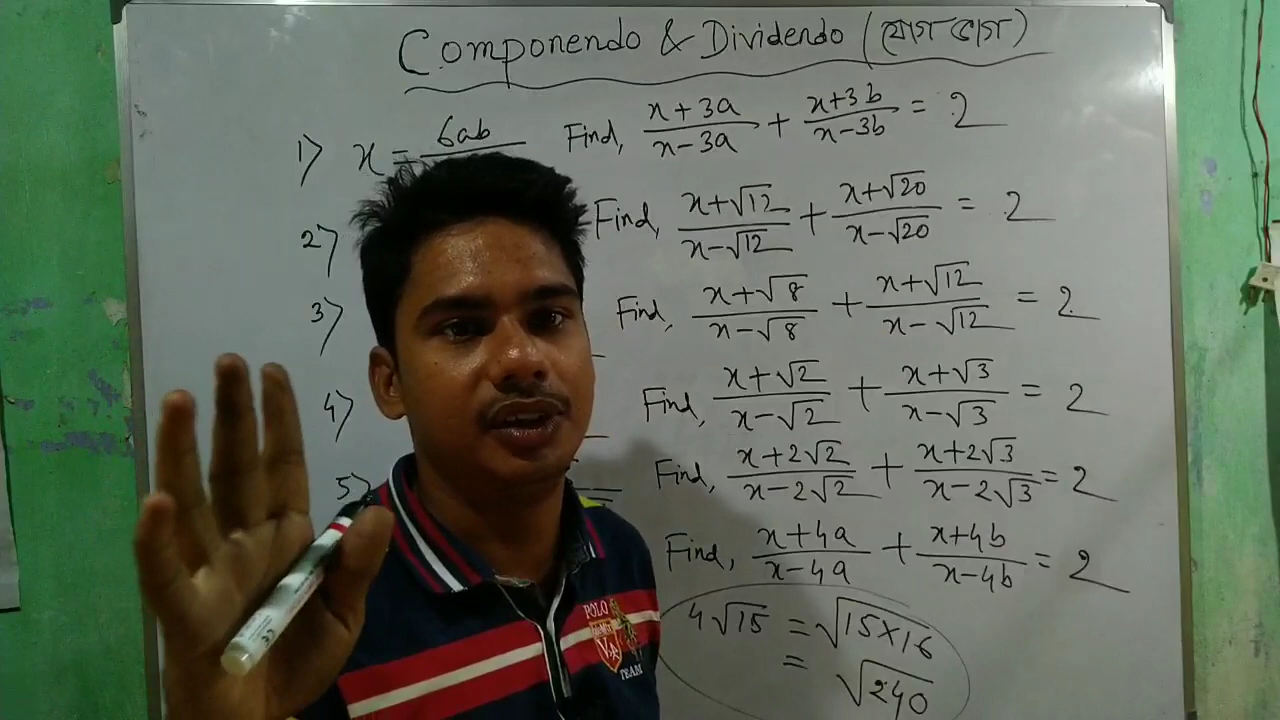 Componendo & Dividendo (যোগ ভাগ)
1) x = 6ab Find, x+3a/x-3a + x+3b/x-3b = 2
2) Find, x+√12/x-√12 + x+√20/x-√20 = 2
3) Find, x+√8/x-√8 + x+√12/x-√12 = 2
4) Find, x+√2/x-√2 + x+√3/x-√3 = 2
5) Find, x+2√2/x-2√2 + x+2√3/x-2√3 = 2
Find, x+4a/x-4a + x+4b/x-4b = 2
4√15 = √15×16
= √240
POLO
TEAM